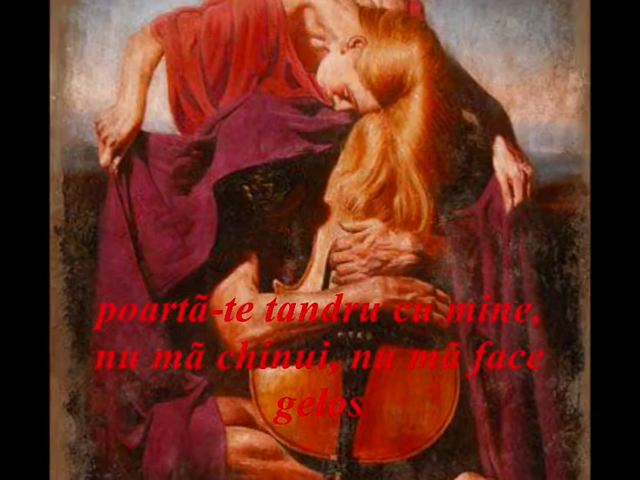 poartã-te tandru cu mine,
nu mã chinui, nu mã face
gelos